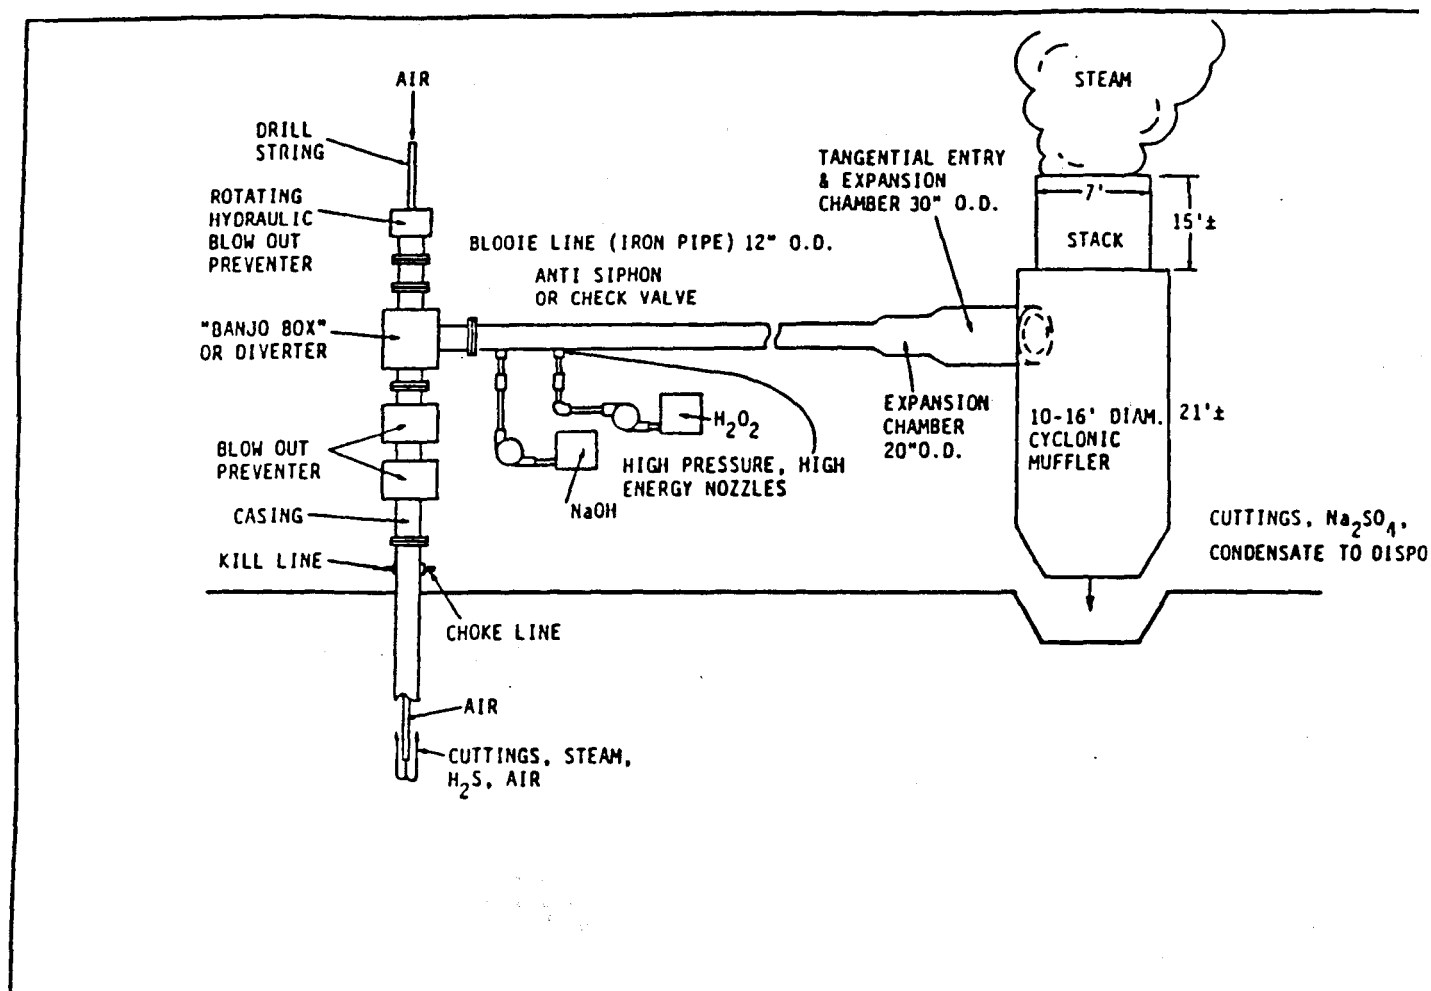 AIR
DRILL
STRING
ROTATING
HYDRAULIC
BLOW OUT
PREVENTER
"BANJO BOX"
OR DIVERTER
BLOW OUT
PREVENTER
CASING
KILL LINE
CHOKE LINE
AIR
CUTTINGS, STEAM,
H₂S, AIR
BLOOIE LINE (IRON PIPE) 12" O.D.
ANTI SIPHON
OR CHECK VALVE
H₂O₂
NaOH
HIGH PRESSURE, HIGH
ENERGY NOZZLES
TANGENTIAL ENTRY
& EXPANSION
CHAMBER 30" O.D.
EXPANSION
CHAMBER
20"O.D.
STEAM
7'
15'±
STACK
10-16' DIAM.
CYCLONIC
MUFFLER
21'±
CUTTINGS, Na₂SO₄,
CONDENSATE TO DISPO